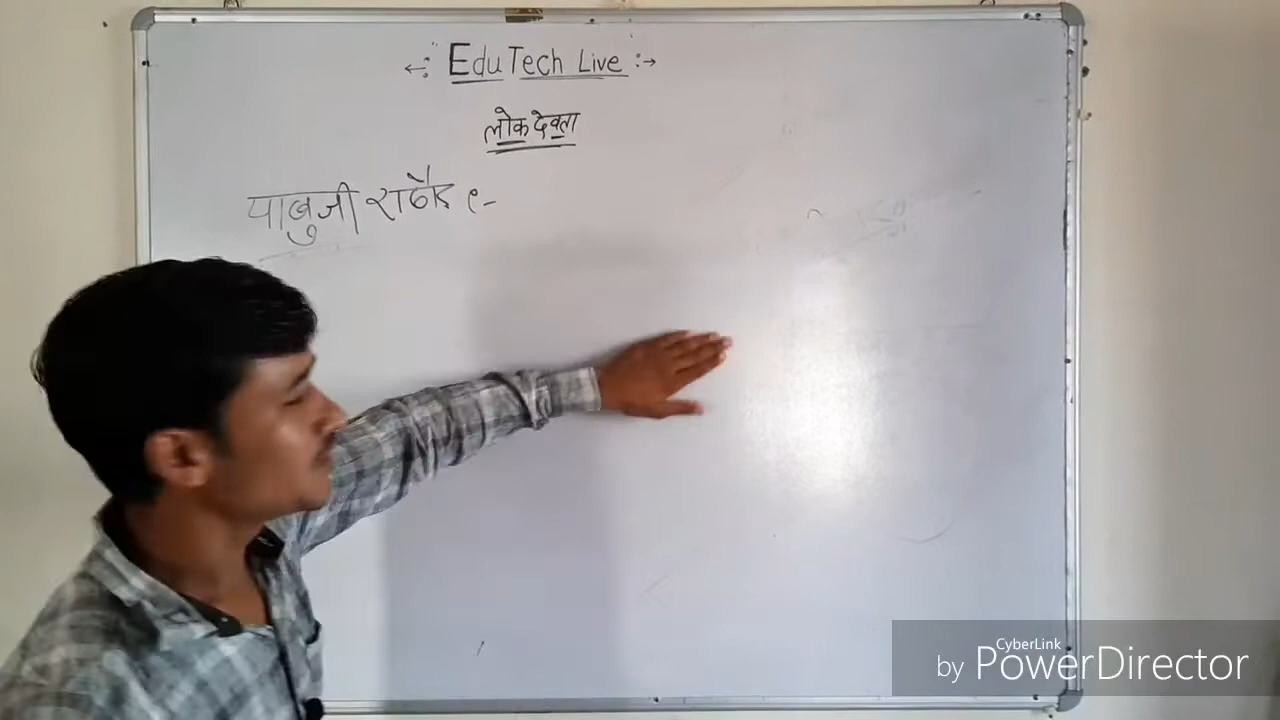 ←: EduTech Live :→
लोक देवता
पाबुजी राठौड़ :-
CyberLink
by PowerDirector